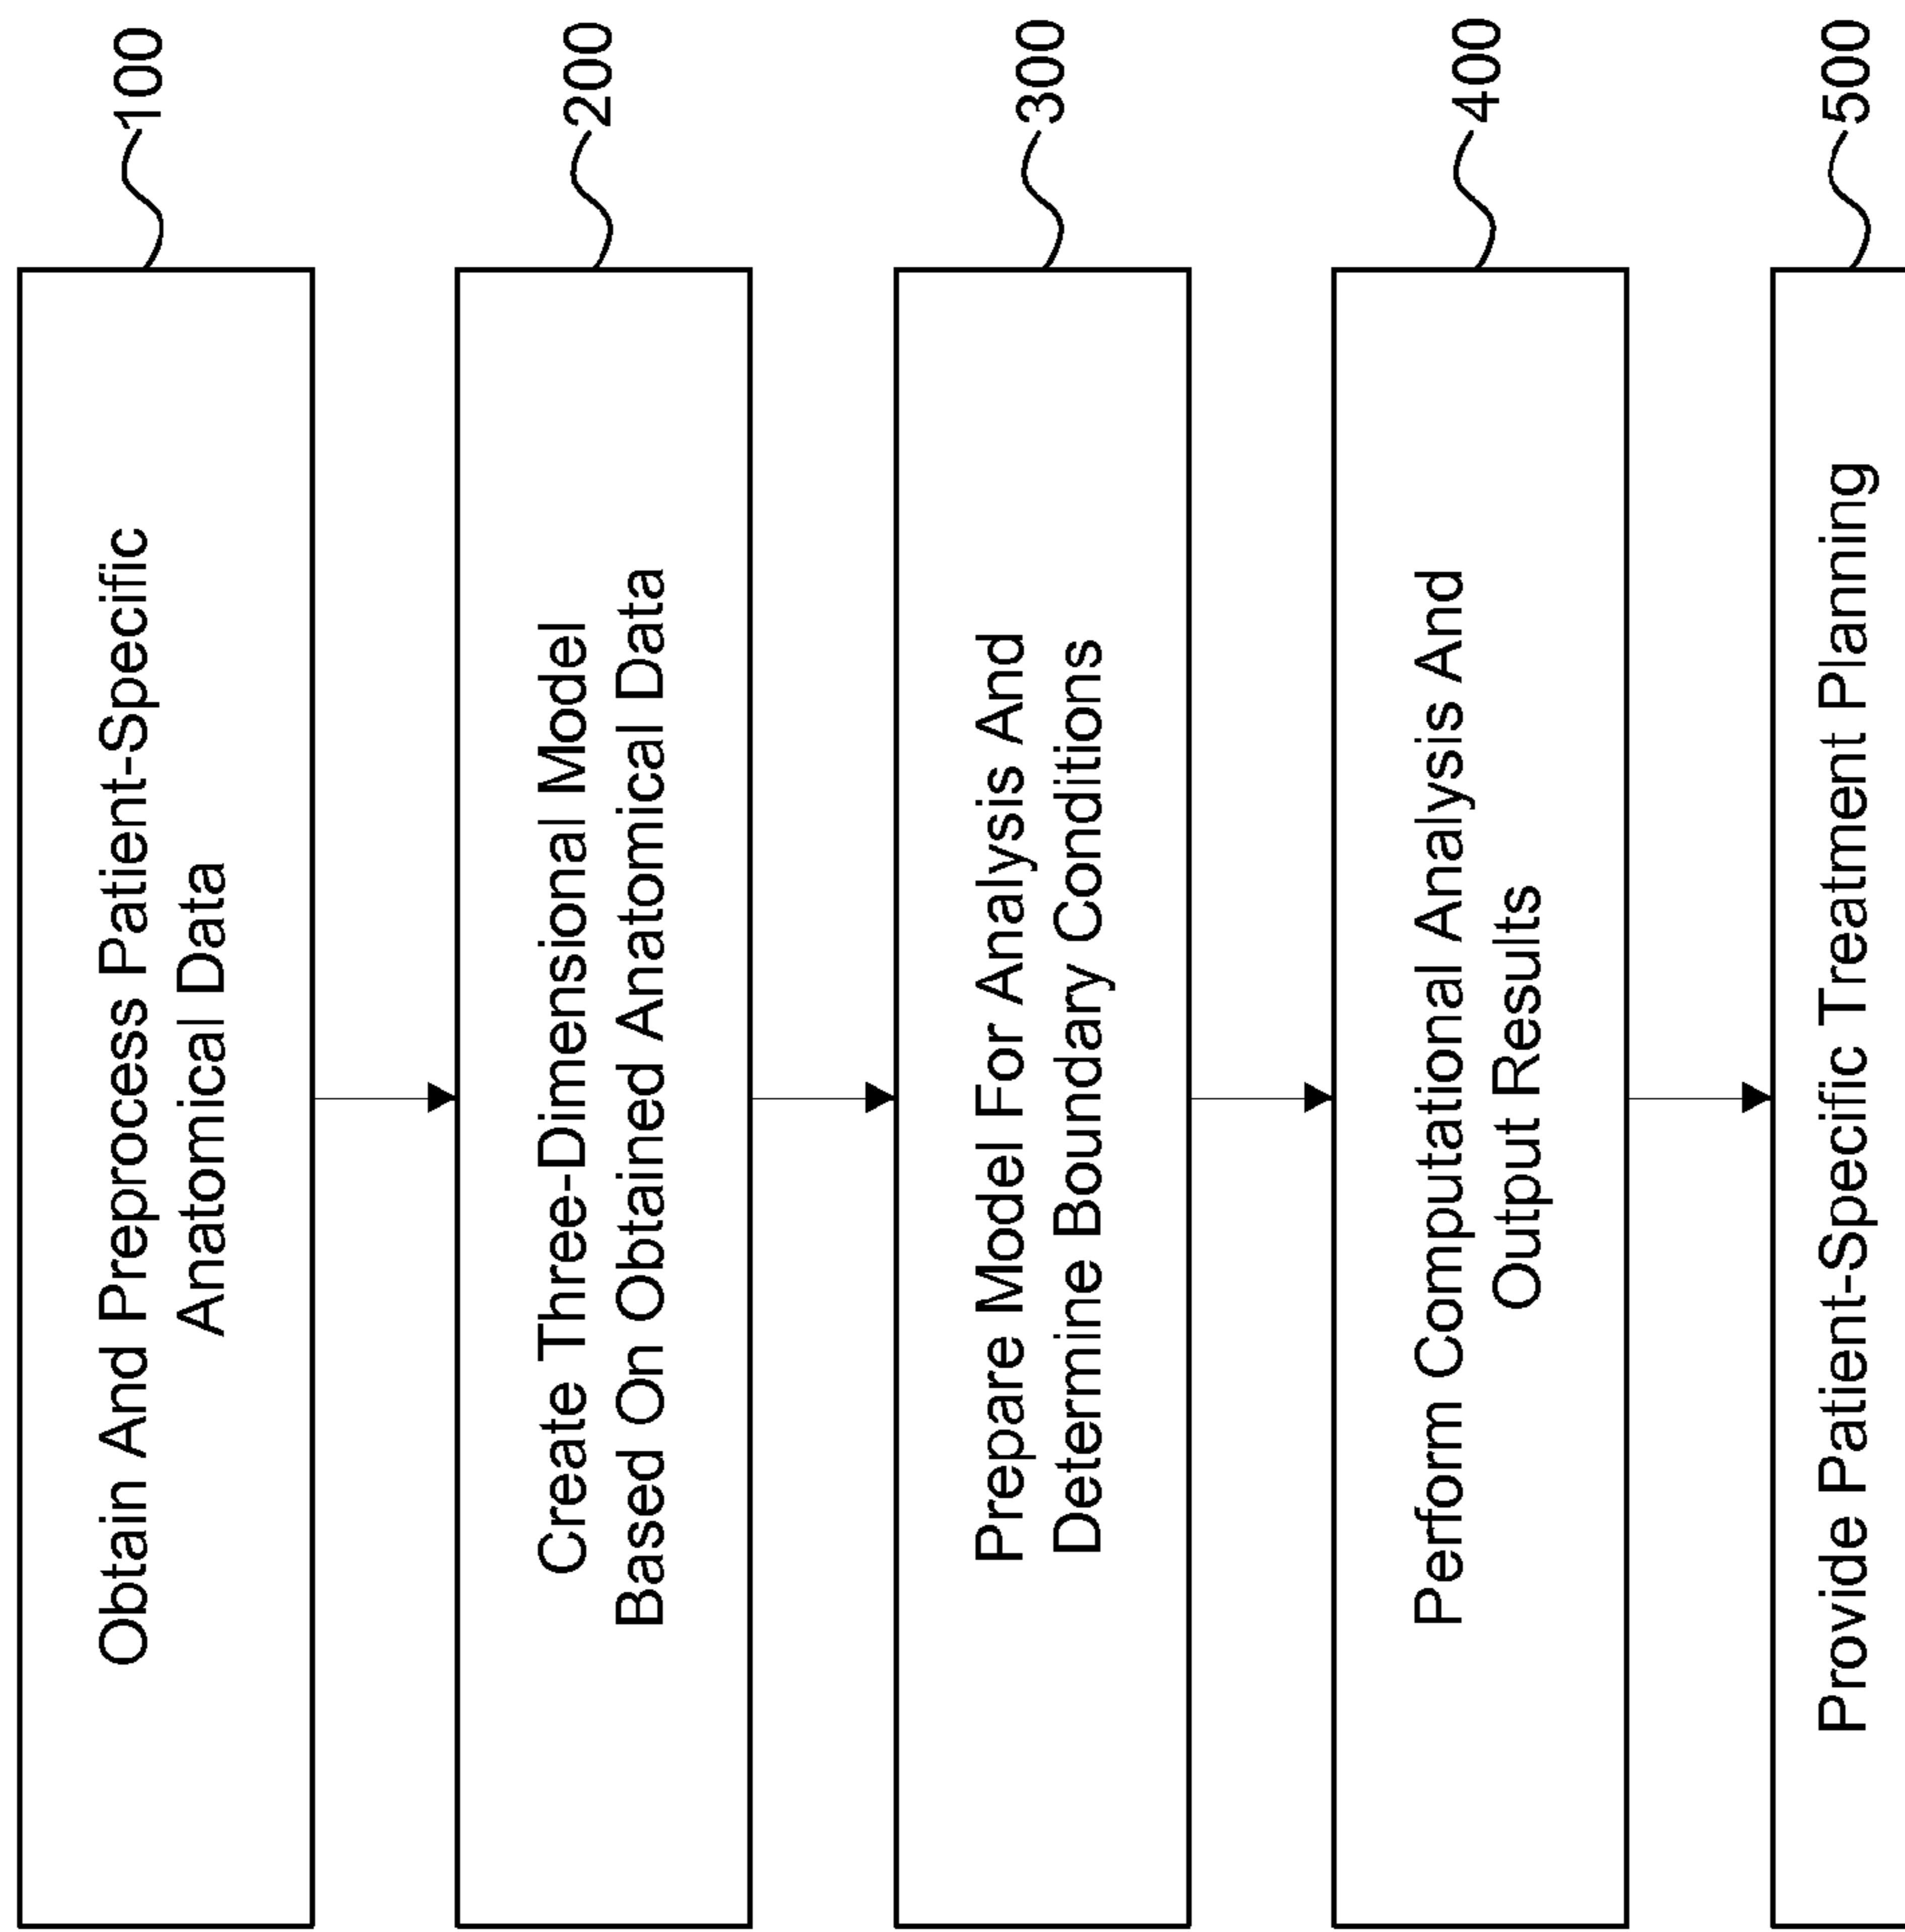 Obtain And Preprocess Patient-Specific
Anatomical Data
100
Create Three-Dimensional Model
Based On Obtained Anatomical Data
200
Prepare Model For Analysis And
Determine Boundary Conditions
300
Perform Computational Analysis And
Output Results
400
Provide Patient-Specific Treatment Planning
500